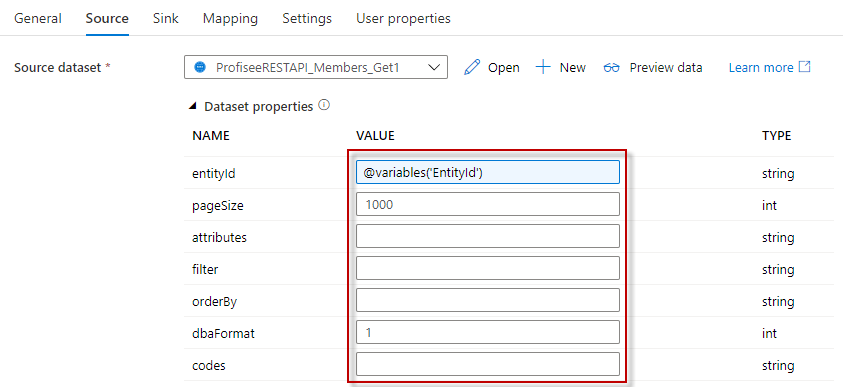 General Source Sink Mapping Settings User properties
Source dataset * ProfiseeRESTAPI_Members_Get1 Open New Preview data Learn more
Dataset properties
NAME VALUE TYPE
entityId @variables('EntityId') string
pageSize 1000 int
attributes string
filter string
orderBy string
dbaFormat 1 int
codes string